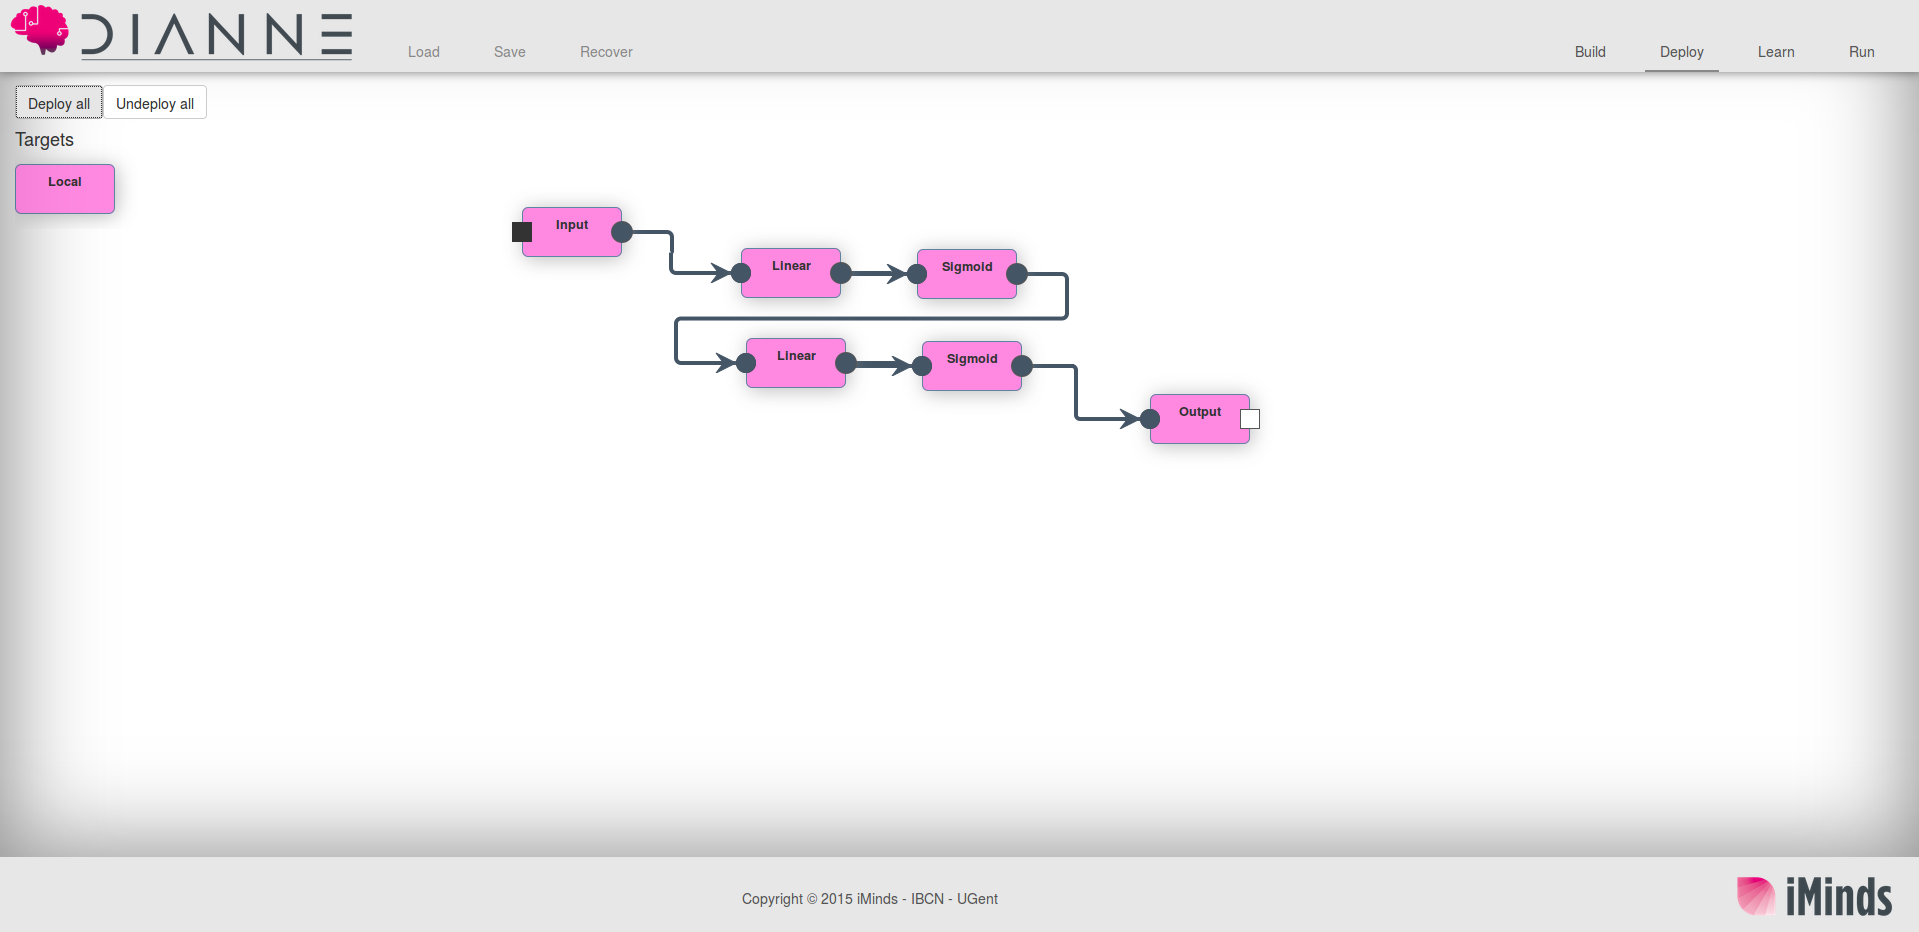 DIANNE
Load Save Recover Build Deploy Learn Run
Deploy all Undeploy all
Targets
Local
Input
Linear Sigmoid
Linear Sigmoid
Output
Copyright © 2015 iMinds - IBCN - UGent
iMinds